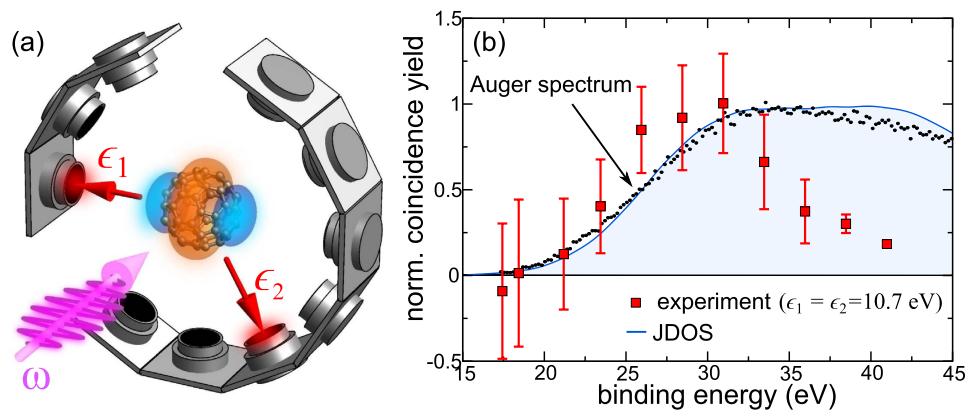 (a)
ϵ1
ϵ2
ω
(b)
norm. coincidence yield
1.5
1
0.5
0
-0.5
Auger spectrum
experiment (ϵ1 = ϵ2=10.7 eV)
JDOS
15 20 25 30 35 40 45
binding energy (eV)